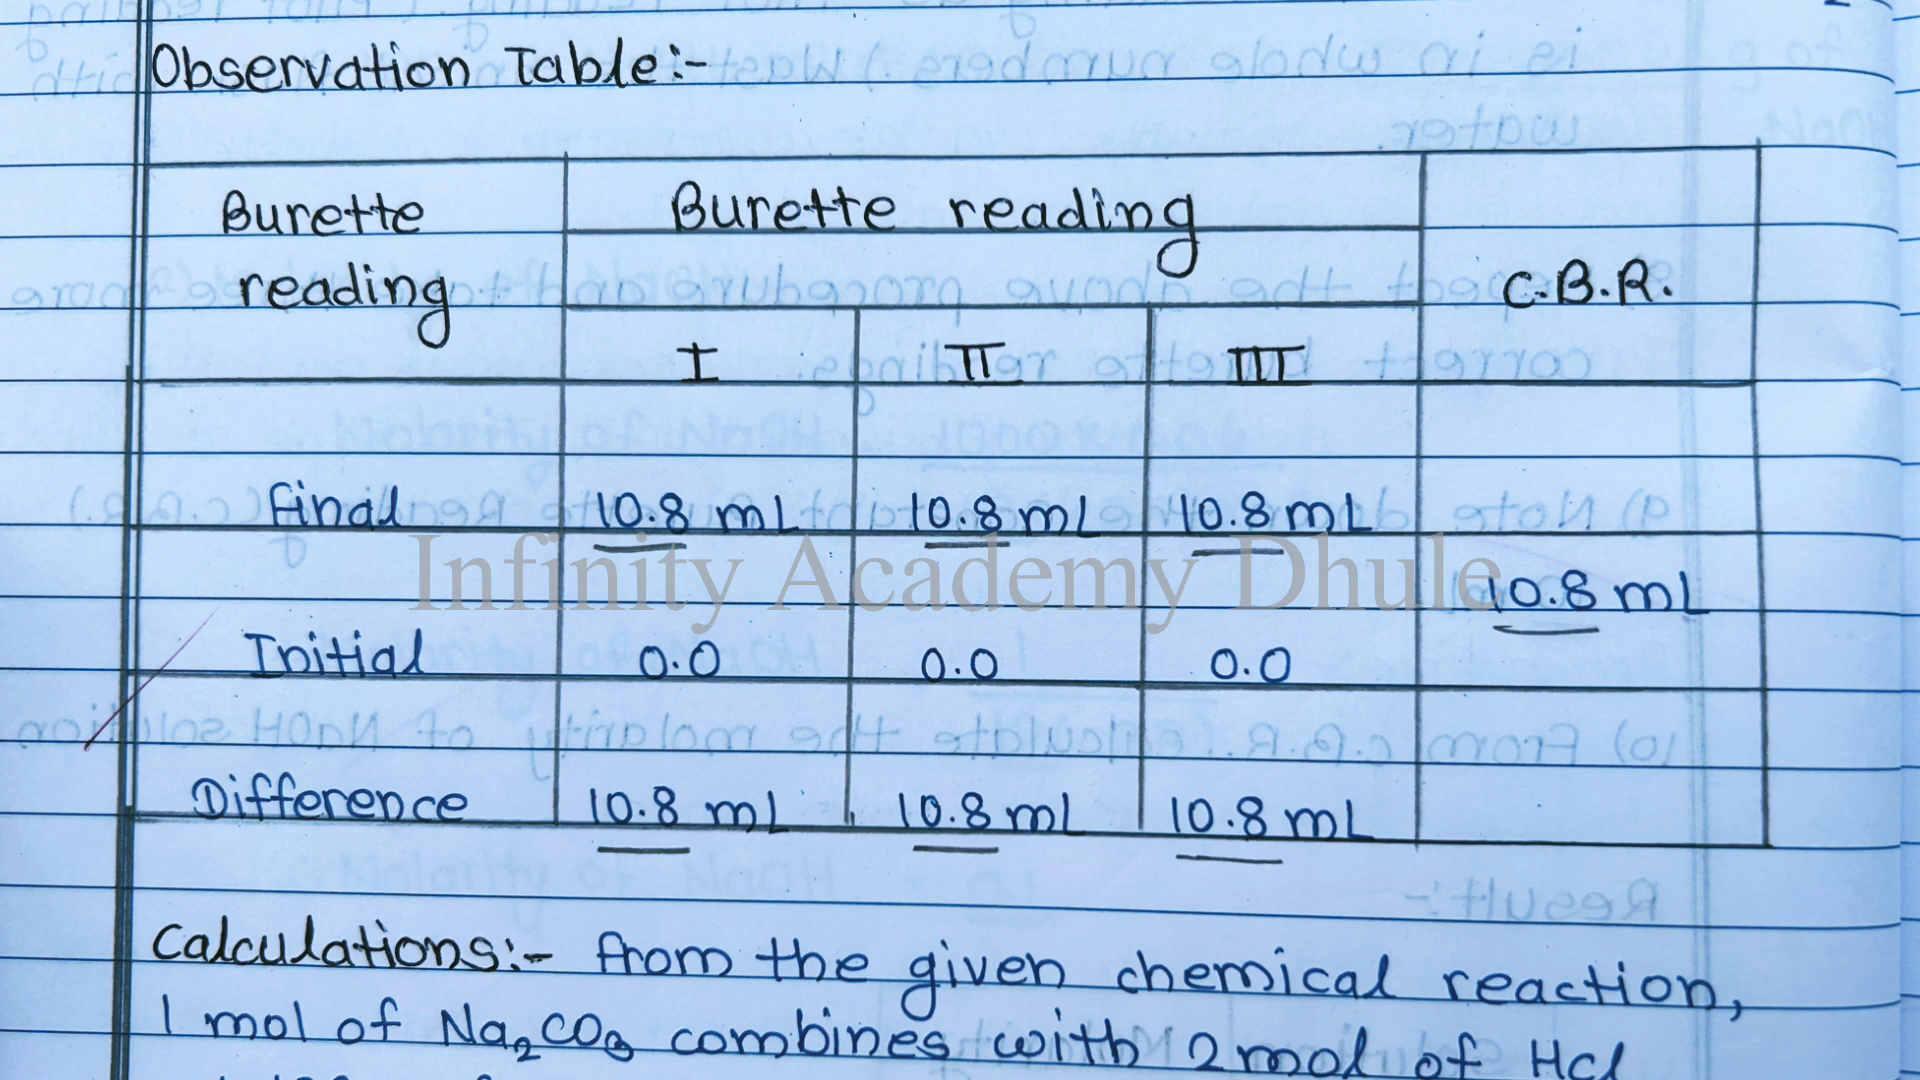 Observation Table:-
Burette reading
Burette reading
C.B.R.
I II III
Final 10.8 mL 10.8 mL 10.8 mL
10.8 mL
Initial 0.0 0.0 0.0
Difference 10.8 mL 10.8 mL 10.8 mL
Infinity Academy Dhule
Calculations:- From the given chemical reaction,
1 mol of Na₂CO₃ combines with 2 mol of HCl